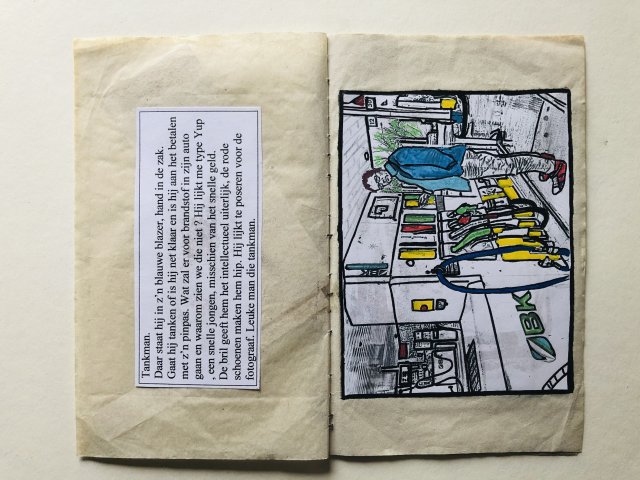 Tankman.
Daar staat hij in z'n blauwe blazer, hand in de zak.
Gaat hij tanken of is hij net klaar en is hij aan het betalen
met z'n pinpas. Wat zal er voor brandstof in zijn auto
gaan en waarom zien we die niet ? Hij lijkt me type Yup
, een snelle jongen, misschien van het snelle geld.
De bril geeft hem het intellectueel uiterlijk, de rode
schoenen maken hem hip. Hij lijkt te poseren voor de
fotograaf. Leuke man die tankman.
BK